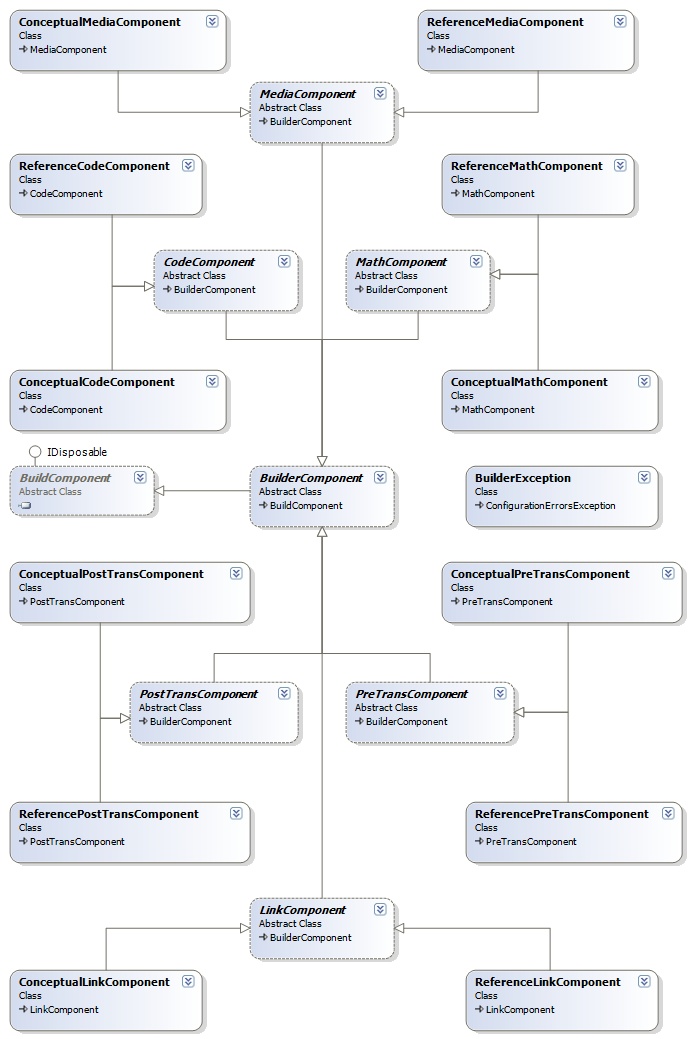 ConceptualMediaComponent
Class
MediaComponent
ReferenceMediaComponent
Class
MediaComponent
MediaComponent
Abstract Class
BuilderComponent
ReferenceCodeComponent
Class
CodeComponent
ReferenceMathComponent
Class
MathComponent
CodeComponent
Abstract Class
BuilderComponent
MathComponent
Abstract Class
BuilderComponent
ConceptualCodeComponent
Class
CodeComponent
ConceptualMathComponent
Class
MathComponent
IDisposable
BuildComponent
Abstract Class
BuilderComponent
Abstract Class
BuildComponent
BuilderException
Class
ConfigurationErrorsException
ConceptualPostTransComponent
Class
PostTransComponent
ConceptualPreTransComponent
Class
PreTransComponent
PostTransComponent
Abstract Class
BuilderComponent
PreTransComponent
Abstract Class
BuilderComponent
ReferencePostTransComponent
Class
PostTransComponent
ReferencePreTransComponent
Class
PreTransComponent
LinkComponent
Abstract Class
BuilderComponent
ConceptualLinkComponent
Class
LinkComponent
ReferenceLinkComponent
Class
LinkComponent